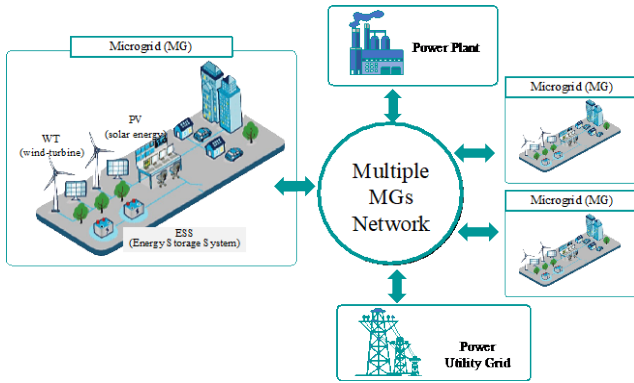 Microgrid (MG)
PV
(solar energy)
WT
(wind-turbine)
ESS
(Energy Storage System)
Power Plant
Multiple
MGs
Network
Power
Utility Grid
Microgrid (MG)
Microgrid (MG)